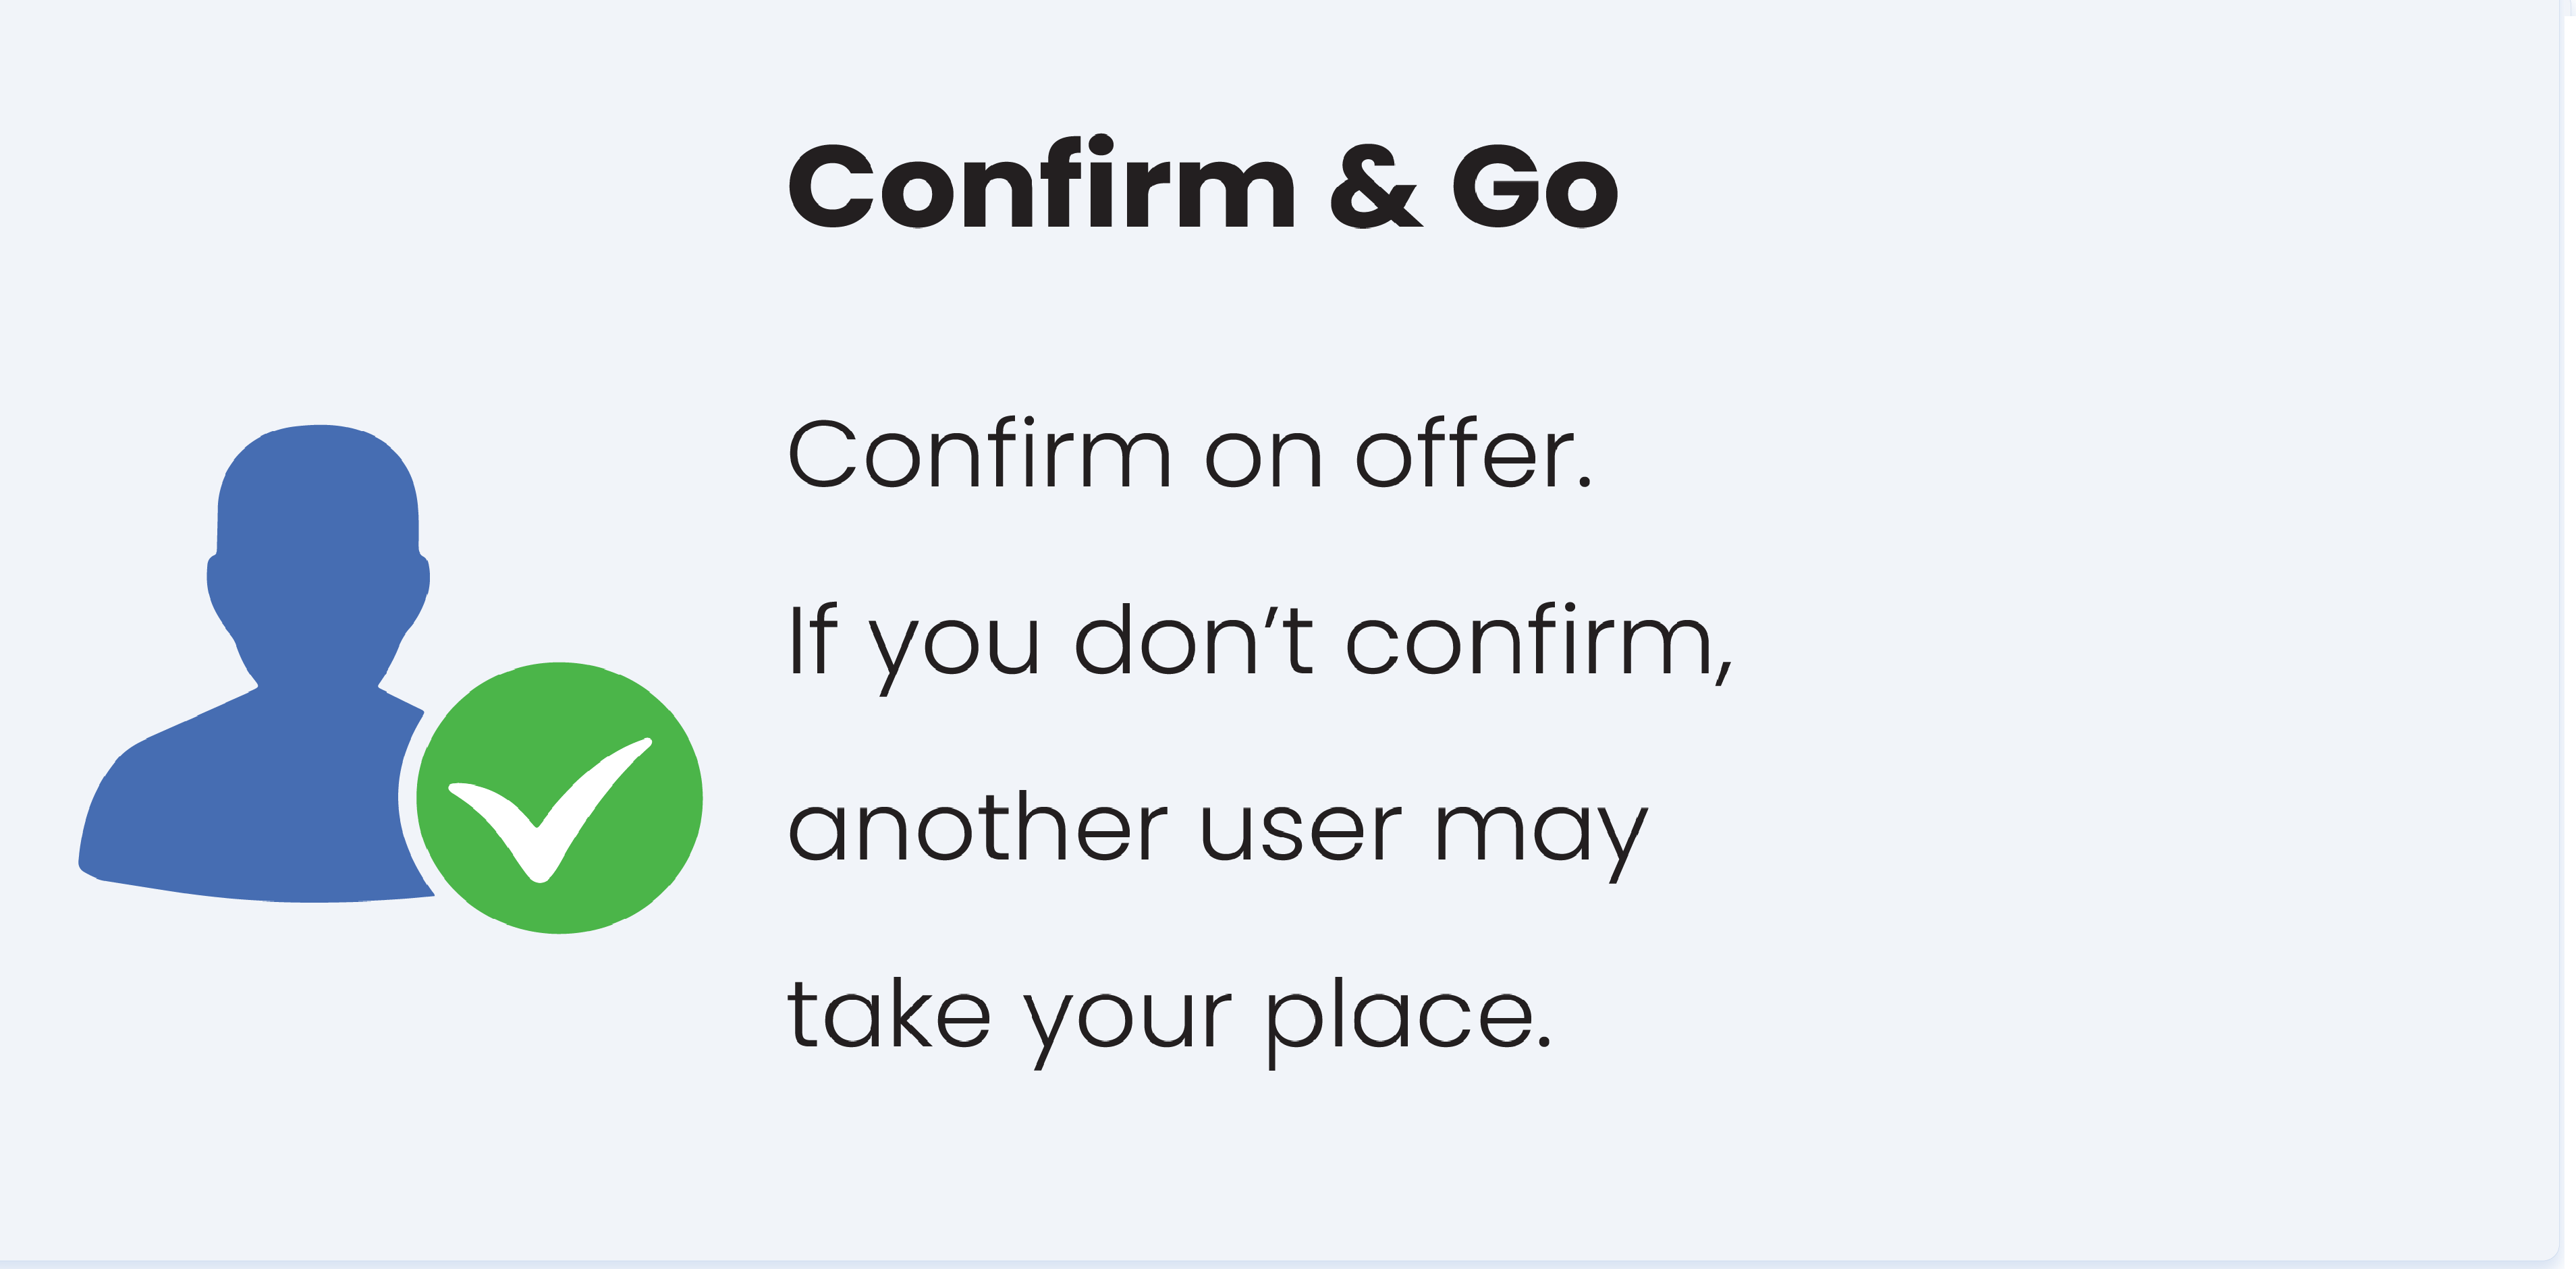 Confirm & Go
Confirm on offer.
If you don’t confirm,
another user may
take your place.